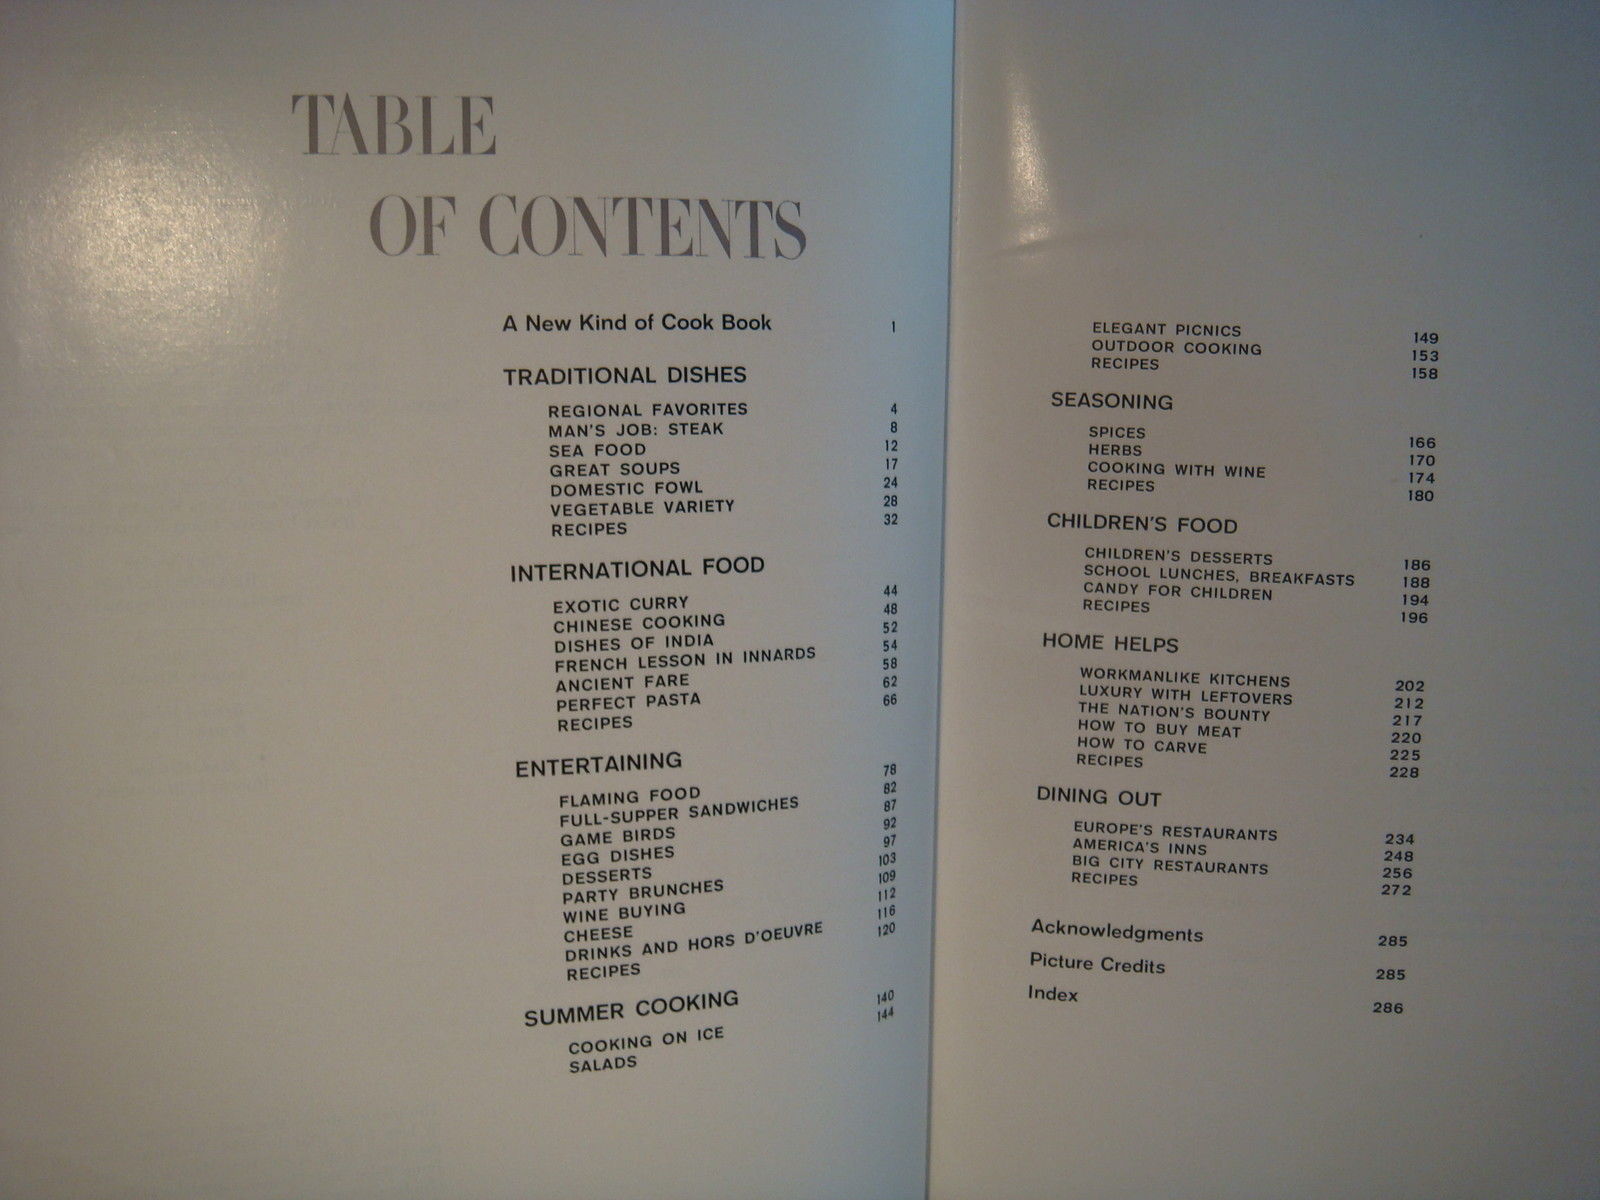 TABLE
OF CONTENTS
A New Kind of Cook Book 1
TRADITIONAL DISHES
REGIONAL FAVORITES 4
MAN'S JOB: STEAK 8
SEA FOOD 12
GREAT SOUPS 17
DOMESTIC FOWL 24
VEGETABLE VARIETY 28
RECIPES 32
INTERNATIONAL FOOD
EXOTIC CURRY 44
CHINESE COOKING 48
DISHES OF INDIA 52
FRENCH LESSON IN INNARDS 54
ANCIENT FARE 58
PERFECT PASTA 62
RECIPES 66
ENTERTAINING
FLAMING FOOD 78
FULL-SUPPER SANDWICHES 82
GAME BIRDS 87
EGG DISHES 92
DESSERTS 97
PARTY BRUNCHES 103
WINE BUYING 109
CHEESE 112
DRINKS AND HORS D'OEUVRE 116
RECIPES 120
SUMMER COOKING
COOKING ON ICE 140
SALADS 144
ELEGANT PICNICS 149
OUTDOOR COOKING 153
RECIPES 158
SEASONING
SPICES 166
HERBS 170
COOKING WITH WINE 174
RECIPES 180
CHILDREN'S FOOD
CHILDREN'S DESSERTS 186
SCHOOL LUNCHES, BREAKFASTS 188
CANDY FOR CHILDREN 194
RECIPES 196
HOME HELPS
WORKMANLIKE KITCHENS 202
LUXURY WITH LEFTOVERS 212
THE NATION'S BOUNTY 217
HOW TO BUY MEAT 220
HOW TO CARVE 225
RECIPES 228
DINING OUT
EUROPE'S RESTAURANTS 234
AMERICA'S INNS 248
BIG CITY RESTAURANTS 256
RECIPES 272
Acknowledgments 285
Picture Credits 285
Index 286